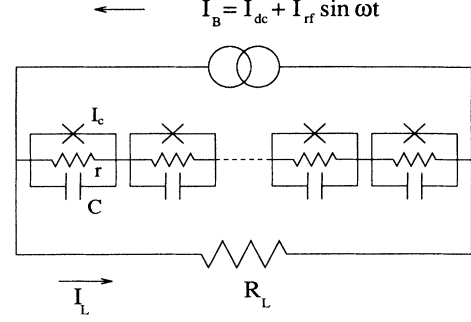 I_B = I_dc + I_rf sin ωt
I_c
r
C
I_L
R_L